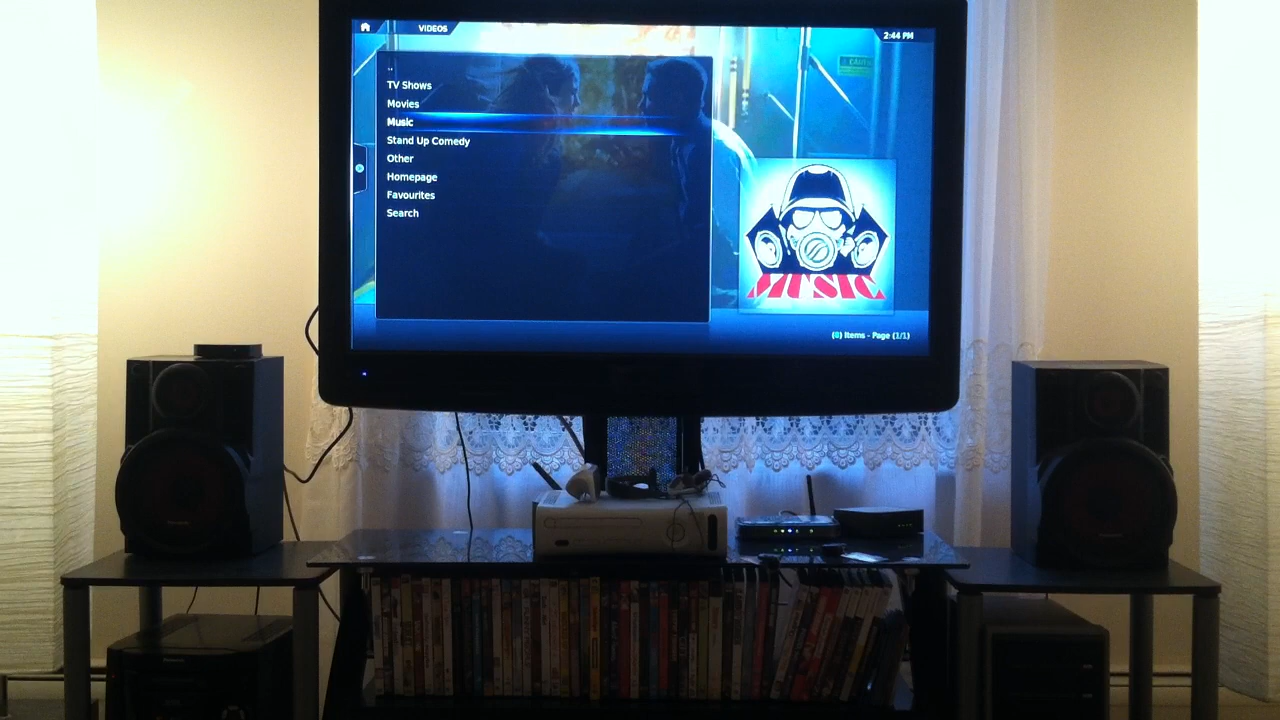 VIDEOS
2:44 PM
..
TV Shows
Movies
Music
Stand Up Comedy
Other
Homepage
Favourites
Search
CAUTION
MUSIC
(8) Items - Page (1/1)